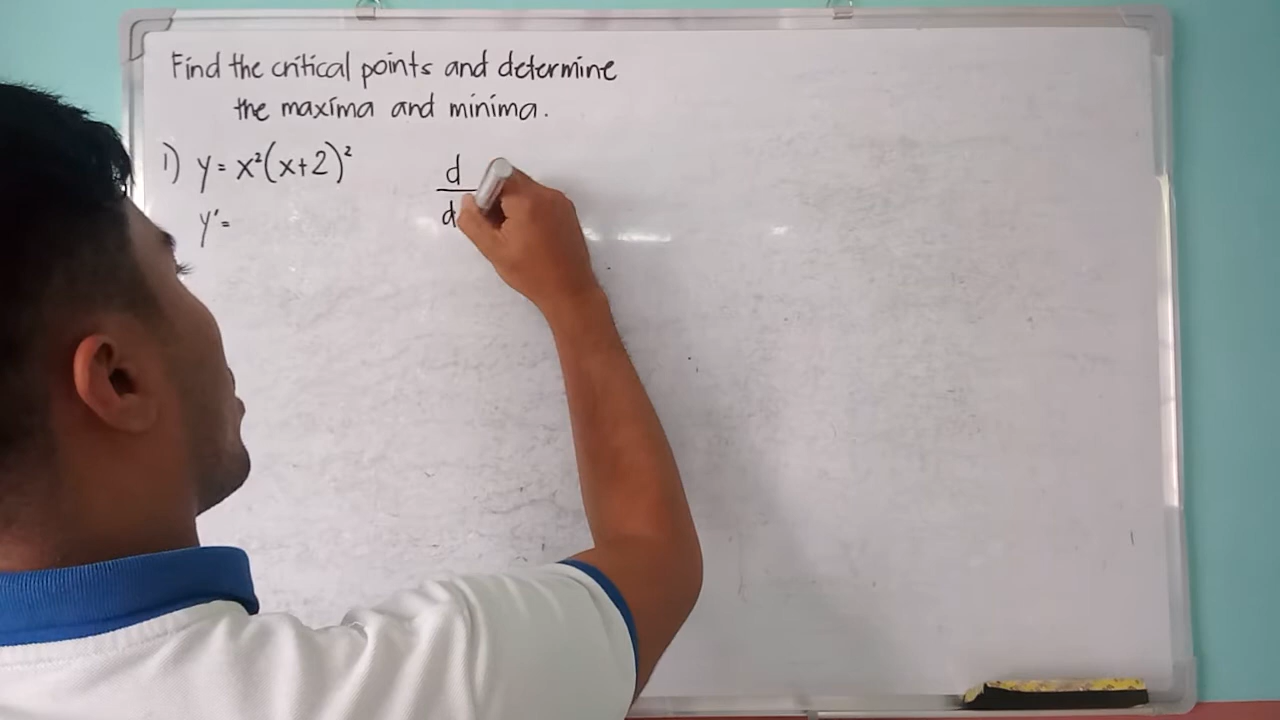 Find the critical points and determine
the maxima and minima.
1) y = x²(x+2)²
y' =
d
d